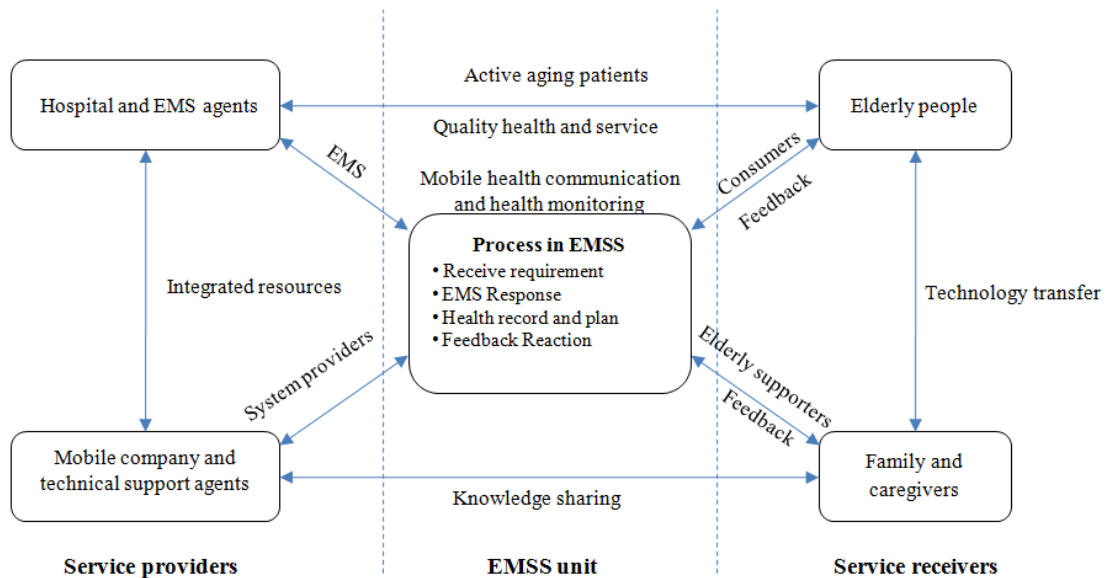 Active aging patients
Hospital and EMS agents
Elderly people
Quality health and service
EMS
Consumers
Feedback
Mobile health communication
and health monitoring
Process in EMSS
• Receive requirement
• EMS Response
• Health record and plan
• Feedback Reaction
Integrated resources
Technology transfer
System providers
Elderly supporters
Feedback
Mobile company and
technical support agents
Family and
caregivers
Knowledge sharing
Service providers
EMSS unit
Service receivers